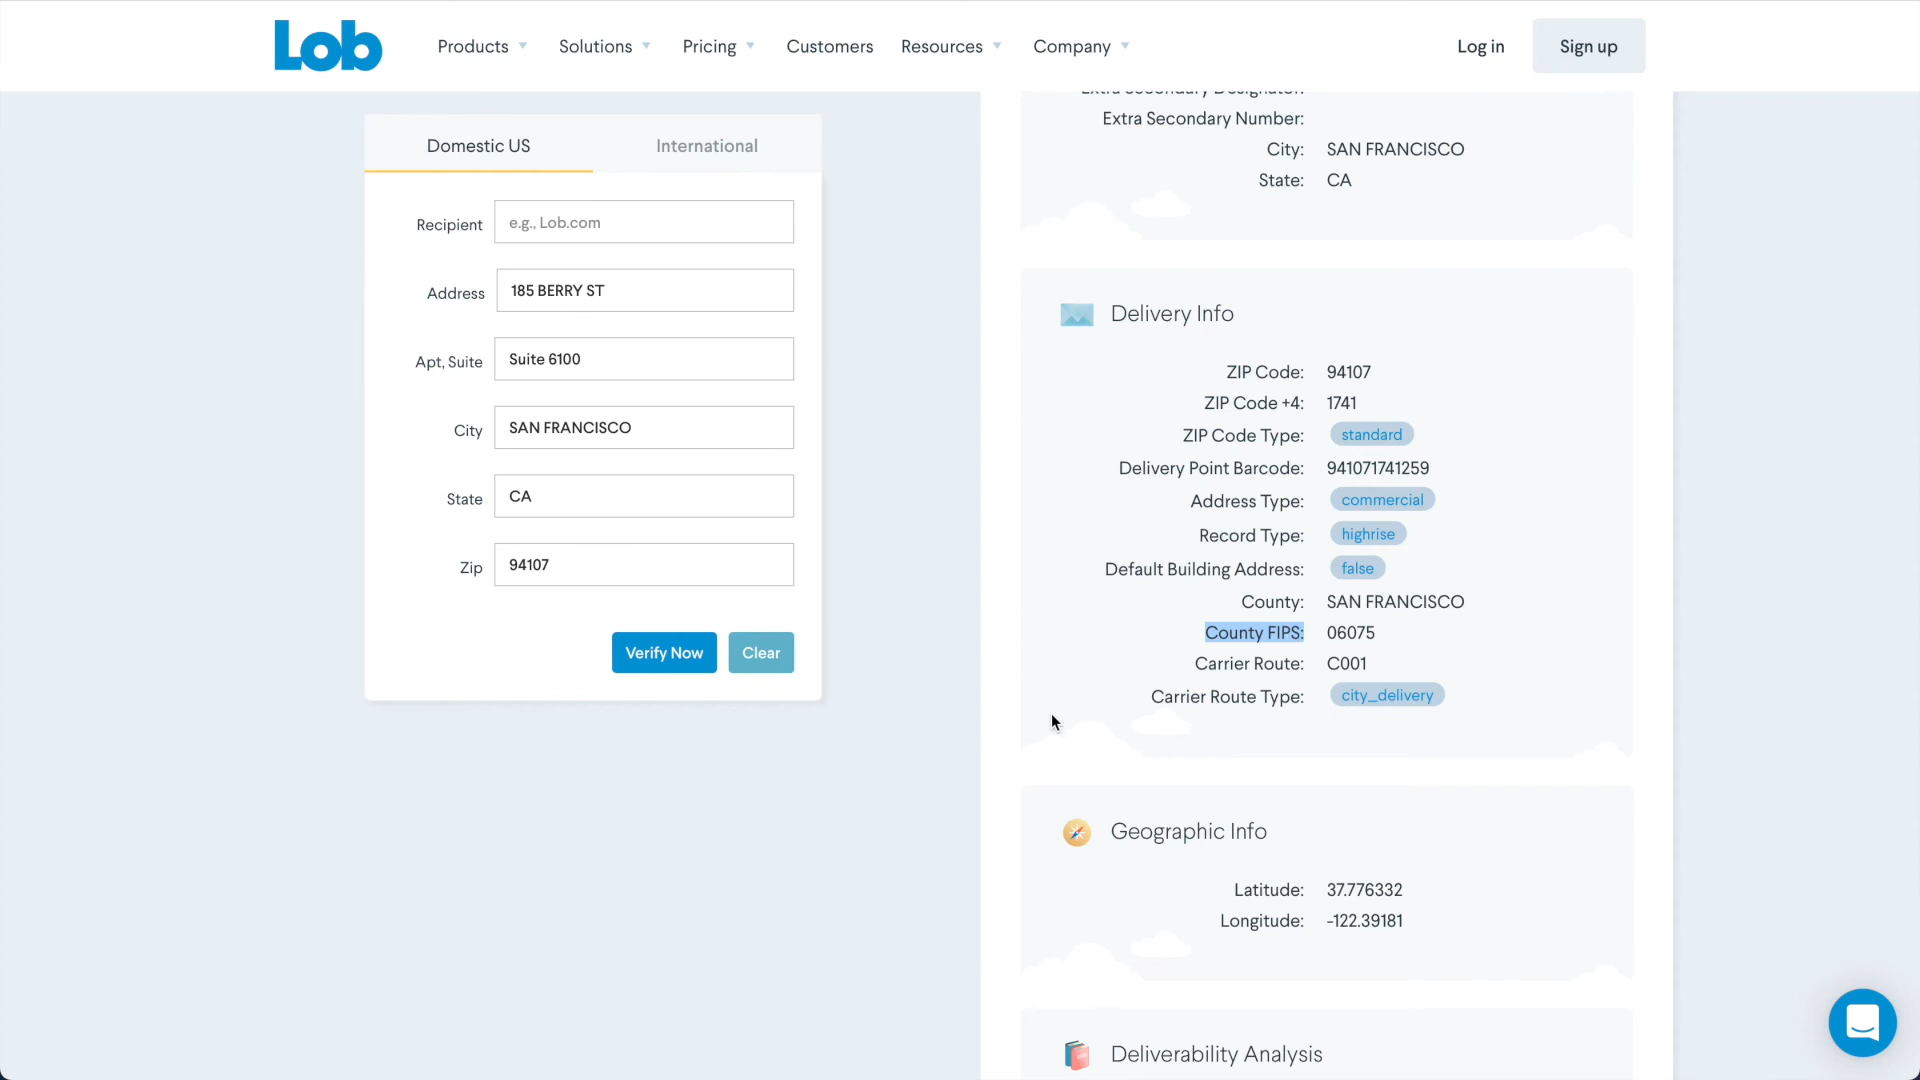 Lob
Products
Solutions
Pricing
Customers
Resources
Company
Log in
Sign up
Domestic US
International
Recipient
e.g., Lob.com
Address
185 BERRY ST
Apt, Suite
Suite 6100
City
SAN FRANCISCO
State
CA
Zip
94107
Verify Now
Clear
Extra Secondary Designator:
Extra Secondary Number:
City: SAN FRANCISCO
State: CA
Delivery Info
ZIP Code: 94107
ZIP Code +4: 1741
ZIP Code Type: standard
Delivery Point Barcode: 941071741259
Address Type: commercial
Record Type: highrise
Default Building Address: false
County: SAN FRANCISCO
County FIPS: 06075
Carrier Route: C001
Carrier Route Type: city_delivery
Geographic Info
Latitude: 37.776332
Longitude: -122.39181
Deliverability Analysis